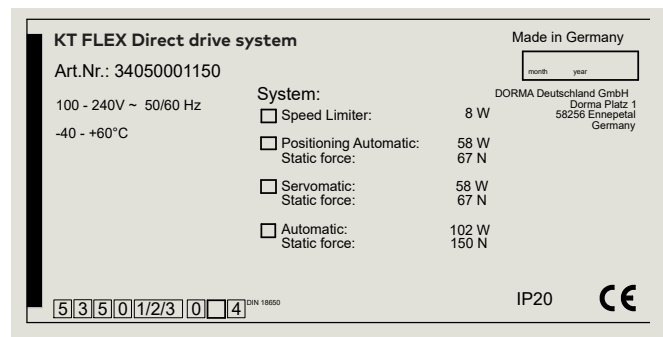 KT FLEX Direct drive system
Made in Germany
Art.Nr.: 34050001150
month year
100 - 240V ~ 50/60 Hz
-40 - +60°C
System:
Speed Limiter: 8 W
Positioning Automatic: 58 W
Static force: 67 N
Servomatic: 58 W
Static force: 67 N
Automatic: 102 W
Static force: 150 N
DORMA Deutschland GmbH
Dorma Platz 1
58256 Ennepetal
Germany
5 3 5 0 1/2/3 0 4 DIN 18650
IP20 CE